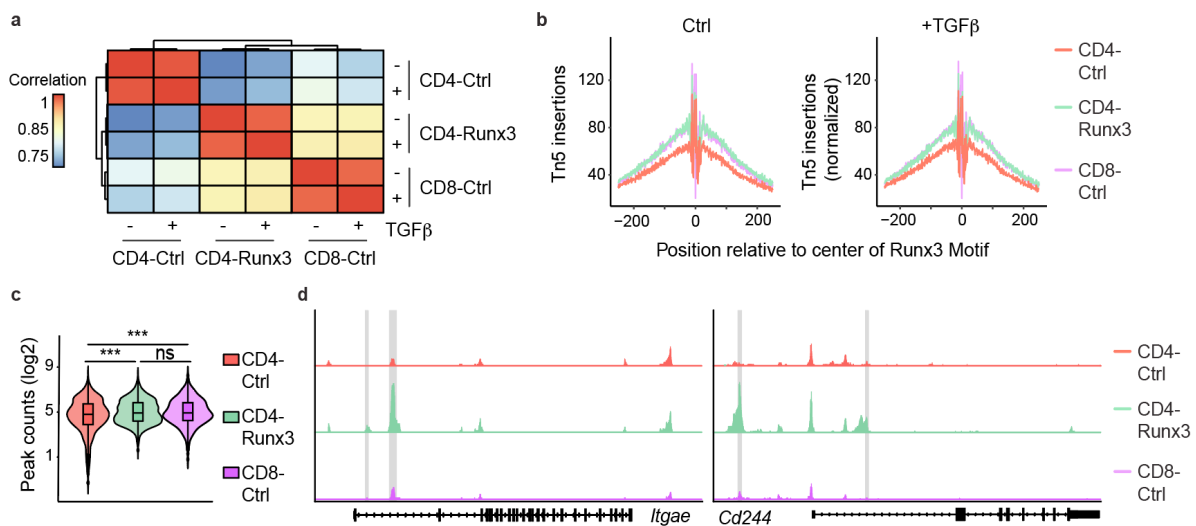 a
Correlation
1
0.85
0.75
-
+
CD4-Ctrl
-
+
CD4-Runx3
-
+
CD8-Ctrl
- + - + - + TGFβ
CD4-Ctrl CD4-Runx3 CD8-Ctrl
b
Ctrl
Tn5 insertions
120
80
40
−200 0 200
+TGFβ
Tn5 insertions
(normalized)
120
80
40
−200 0 200
Position relative to center of Runx3 Motif
CD4-
Ctrl
CD4-
Runx3
CD8-
Ctrl
c
Peak counts (log2)
9
5
1
***
*** ns
CD4-
Ctrl
CD4-
Runx3
CD8-
Ctrl
d
Itgae
Cd244
CD4-
Ctrl
CD4-
Runx3
CD8-
Ctrl